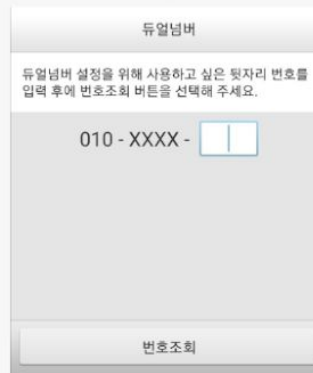 듀얼넘버
듀얼넘버 설정을 위해 사용하고 싶은 뒷자리 번호를
입력 후에 번호조회 버튼을 선택해 주세요.
010 - XXXX -
번호조회